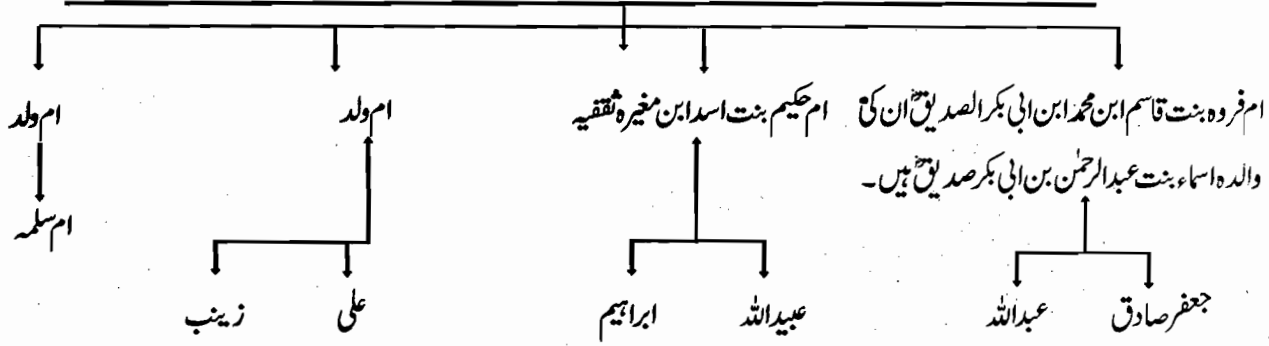 ام فروہ بنت قاسم ابن محمد ابن ابی بکر الصدیقؓ ان کی
والدہ اسماء بنت عبدالرحمٰن بن ابی بکر صدیقؓ ہیں۔
ام حکیم بنت اسد ابن مغیرہ ثقفیہ
ام ولد
ام ولد
ام سلمہ
جعفر صادق
عبداللہ
عبیداللہ
ابراہیم
علی
زینب